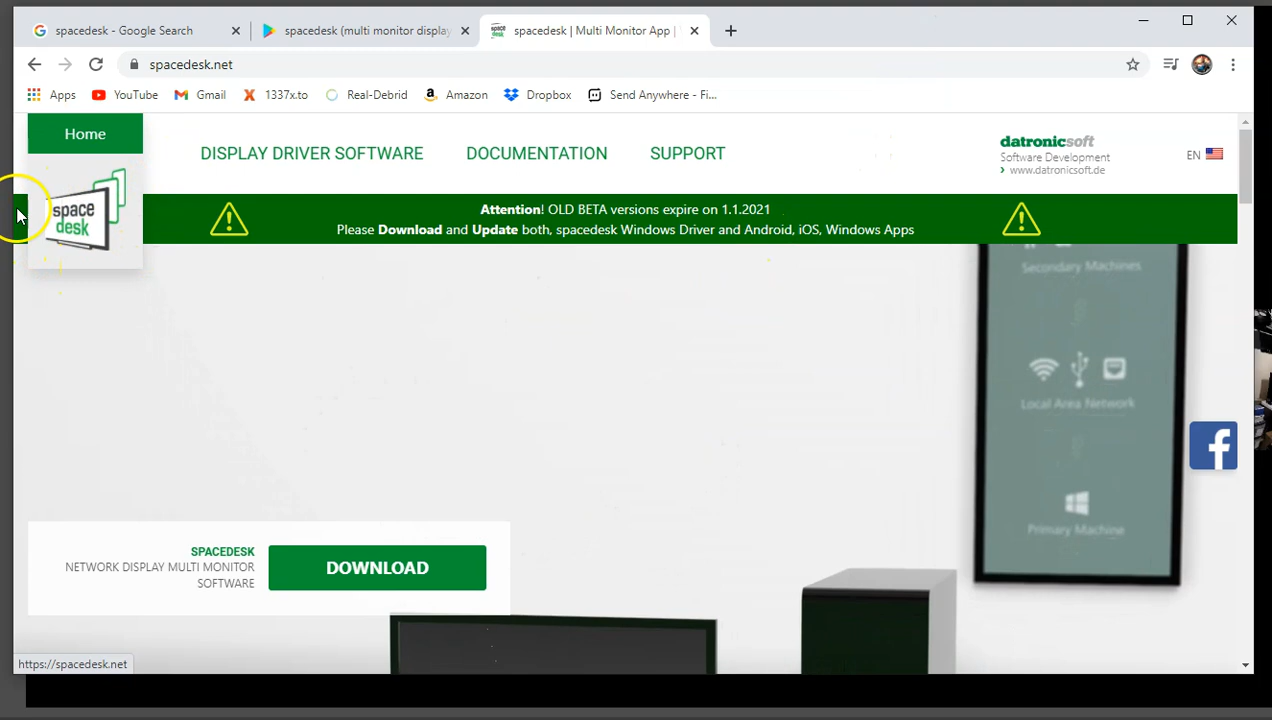 spacedesk - Google Search
spacedesk (multi monitor display
spacedesk | Multi Monitor App |
spacedesk.net
Apps
YouTube
Gmail
1337x.to
Real-Debrid
Amazon
Dropbox
Send Anywhere - Fi...
Home
DISPLAY DRIVER SOFTWARE
DOCUMENTATION
SUPPORT
datronicsoft
Software Development
www.datronicsoft.de
EN
space
desk
Attention! OLD BETA versions expire on 1.1.2021
Please Download and Update both, spacedesk Windows Driver and Android, iOS, Windows Apps
Secondary Machines
Local Area Network
Primary Machine
SPACEDESK
NETWORK DISPLAY MULTI MONITOR
SOFTWARE
DOWNLOAD
https://spacedesk.net